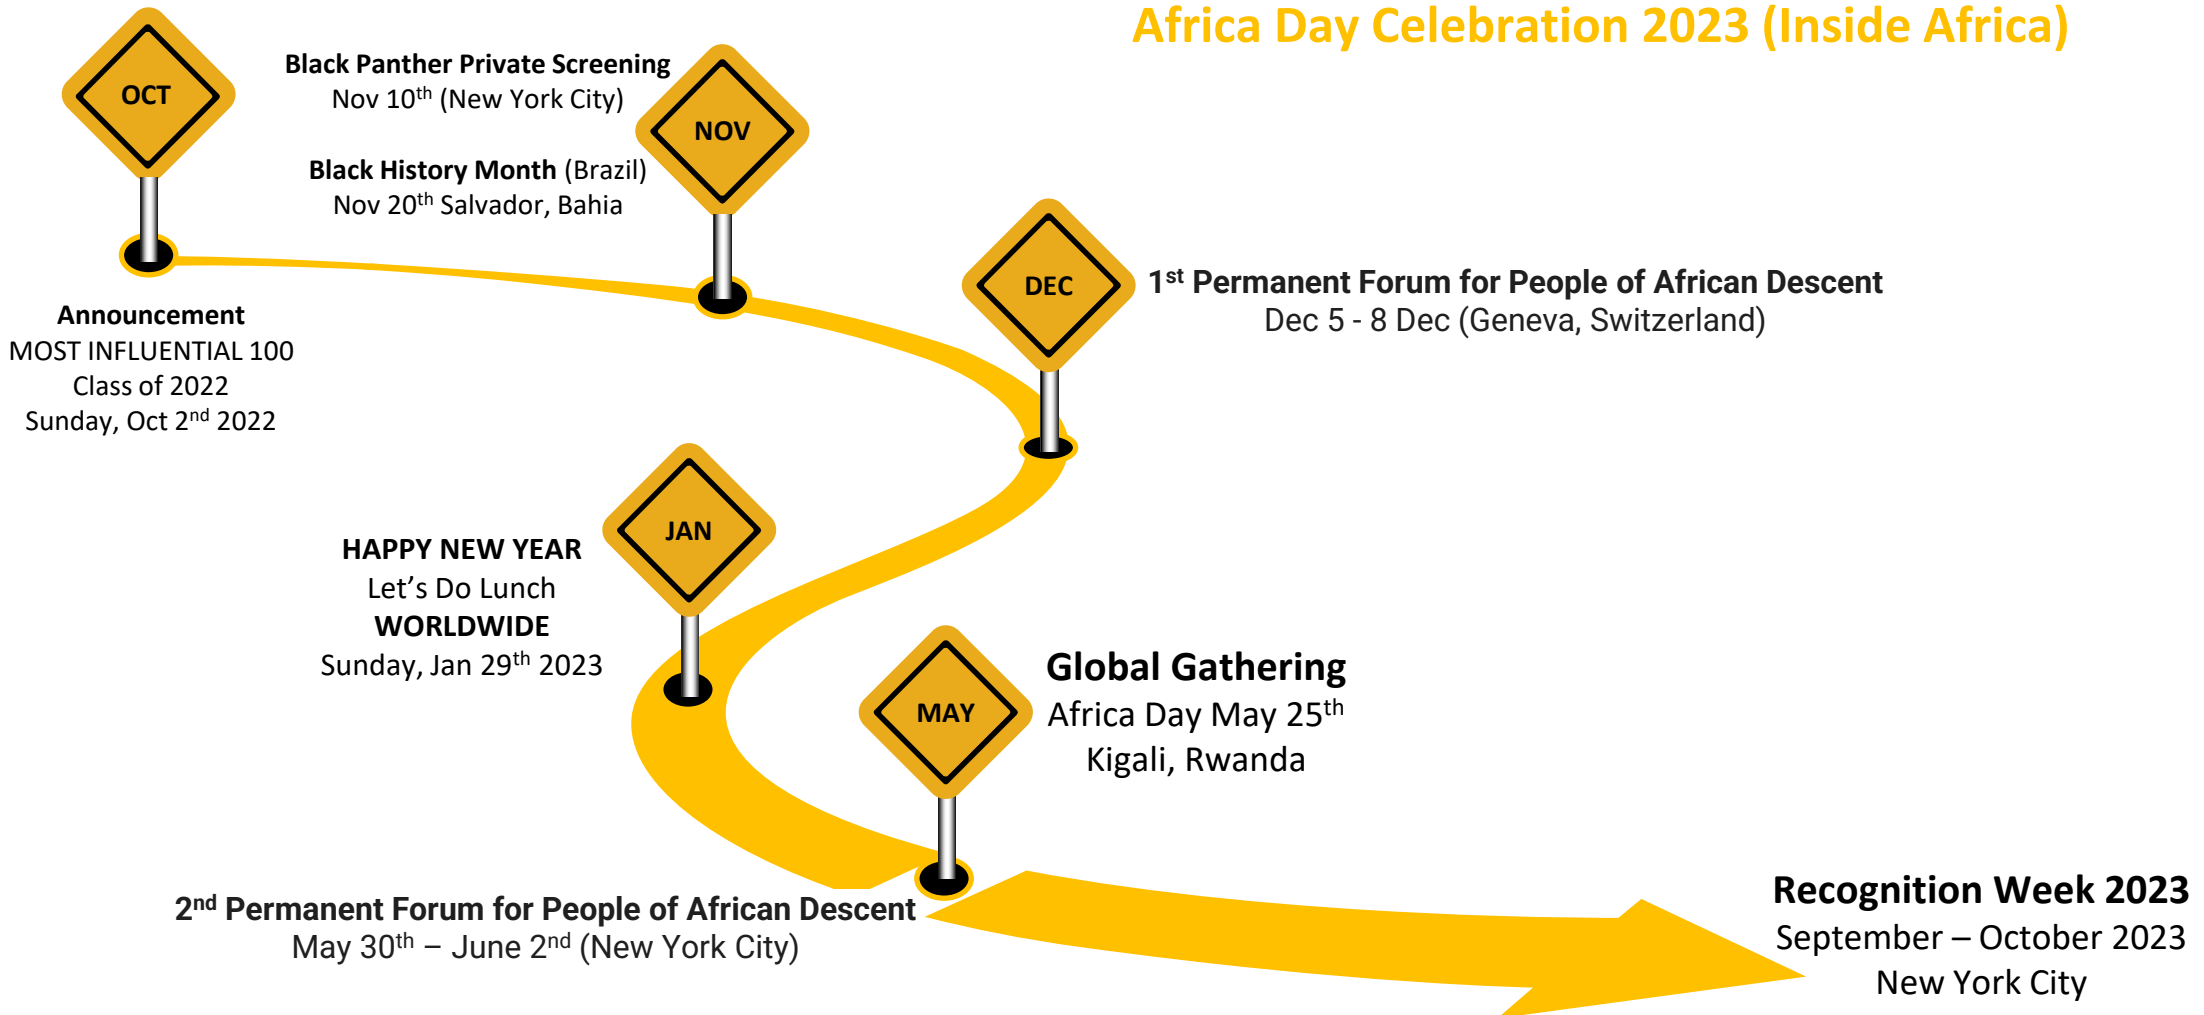 Africa Day Celebration 2023 (Inside Africa)
OCT
Announcement
MOST INFLUENTIAL 100
Class of 2022
Sunday, Oct 2nd 2022
Black Panther Private Screening
Nov 10th (New York City)
Black History Month (Brazil)
Nov 20th Salvador, Bahia
NOV
DEC
1st Permanent Forum for People of African Descent
Dec 5 - 8 Dec (Geneva, Switzerland)
JAN
HAPPY NEW YEAR
Let’s Do Lunch
WORLDWIDE
Sunday, Jan 29th 2023
MAY
Global Gathering
Africa Day May 25th
Kigali, Rwanda
2nd Permanent Forum for People of African Descent
May 30th – June 2nd (New York City)
Recognition Week 2023
September – October 2023
New York City